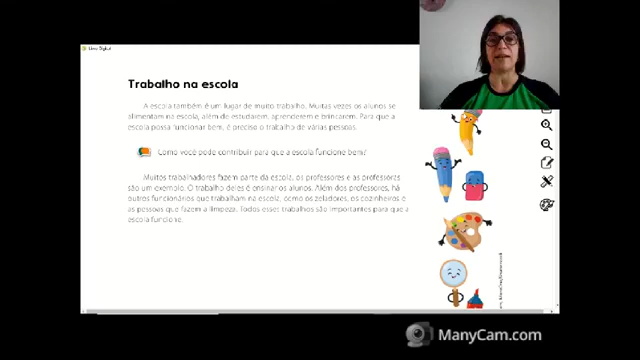 Livro Digital
Trabalho na escola
A escola também é um lugar de muito trabalho. Muitas vezes os alunos se
alimentam na escola, além de estudarem, aprenderem e brincarem. Para que a
escola possa funcionar bem, é preciso o trabalho de várias pessoas.
Como você pode contribuir para que a escola funcione bem?
Muitos trabalhadores fazem parte da escola, os professores e as professoras
são um exemplo. O trabalho deles é ensinar os alunos. Além dos professores, há
outros funcionários que trabalham na escola, como os zeladores, os cozinheiros e
as pessoas que fazem a limpeza. Todos esses trabalhos são importantes para que a
escola funcione.
ManyCam.com